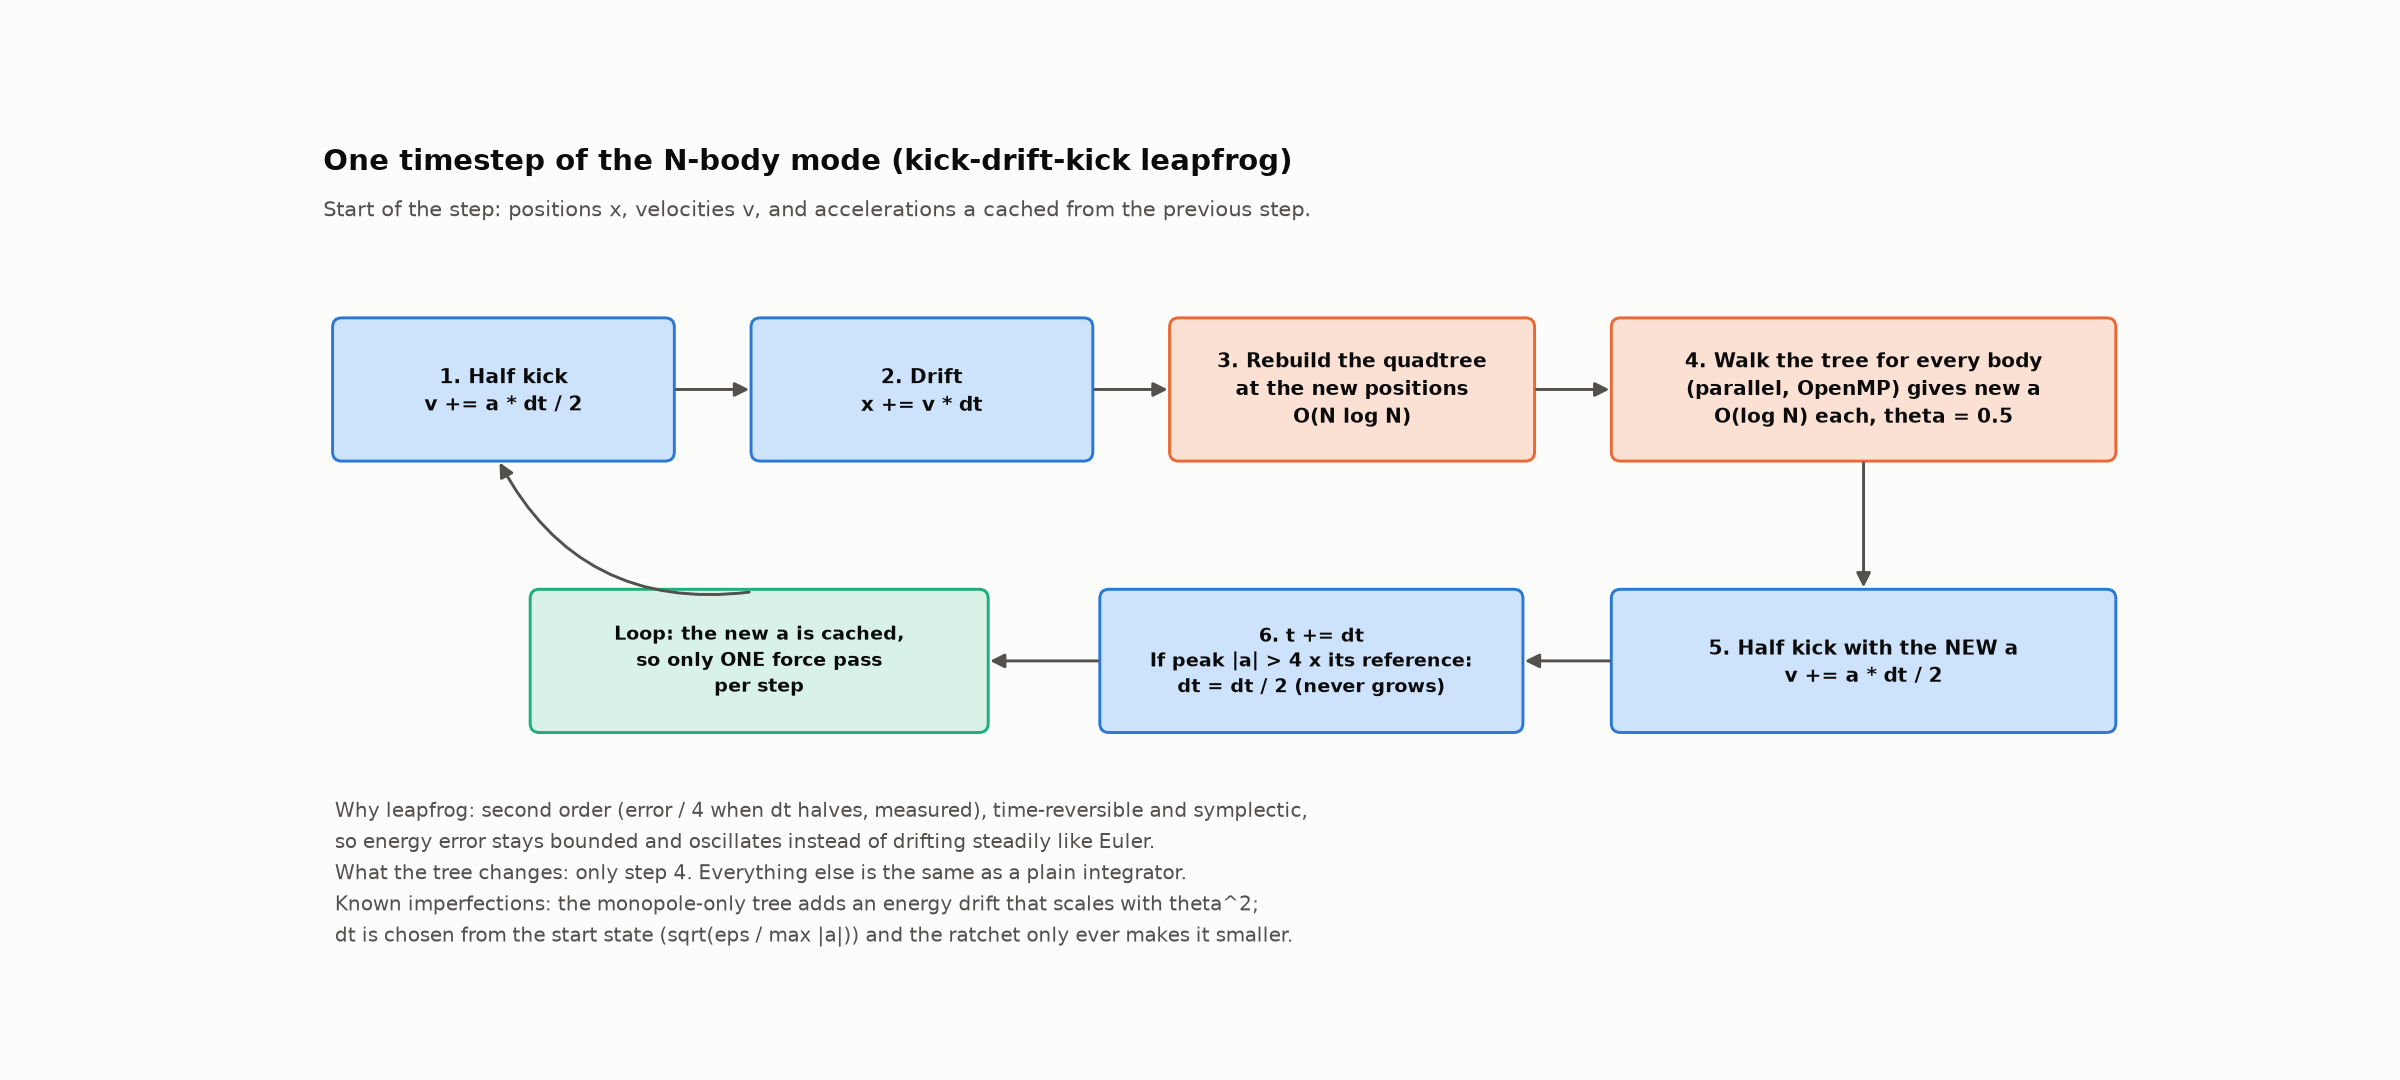 One timestep of the N-body mode (kick-drift-kick leapfrog)
Start of the step: positions x, velocities v, and accelerations a cached from the previous step.
1. Half kick
v += a * dt / 2
2. Drift
x += v * dt
3. Rebuild the quadtree
at the new positions
O(N log N)
4. Walk the tree for every body
(parallel, OpenMP) gives new a
O(log N) each, theta = 0.5
5. Half kick with the NEW a
v += a * dt / 2
6. t += dt
If peak |a| > 4 x its reference:
dt = dt / 2 (never grows)
Loop: the new a is cached,
so only ONE force pass
per step
Why leapfrog: second order (error / 4 when dt halves, measured), time-reversible and symplectic,
so energy error stays bounded and oscillates instead of drifting steadily like Euler.
What the tree changes: only step 4. Everything else is the same as a plain integrator.
Known imperfections: the monopole-only tree adds an energy drift that scales with theta^2;
dt is chosen from the start state (sqrt(eps / max |a|)) and the ratchet only ever makes it smaller.